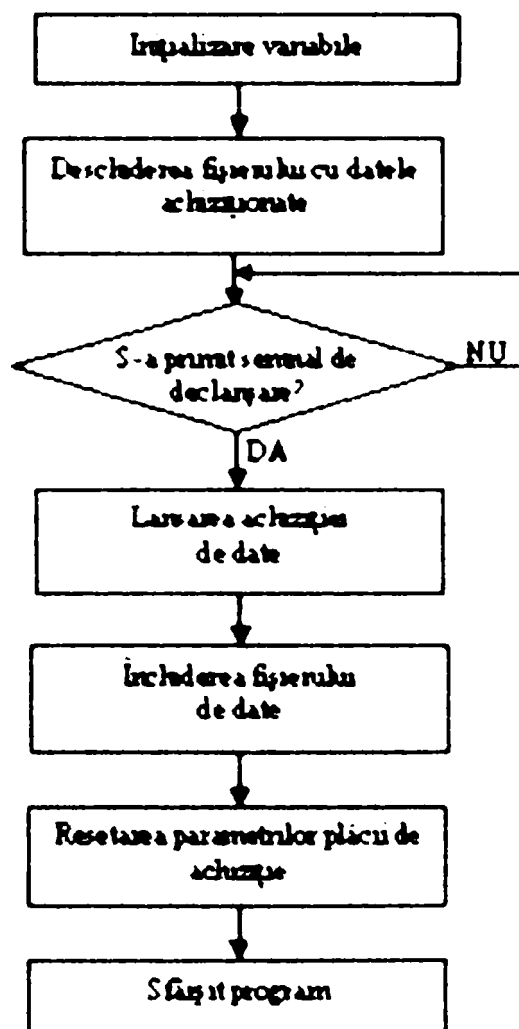 Inițializare variabile
Deschiderea fișierului cu datele
achiziționate
S-a primit semnal de
declanșare?
NU
DA
Lansarea achiziției
de date
Închiderea fișierului
de date
Resetarea parametrilor plăcii de
achiziție
Sfârșit program